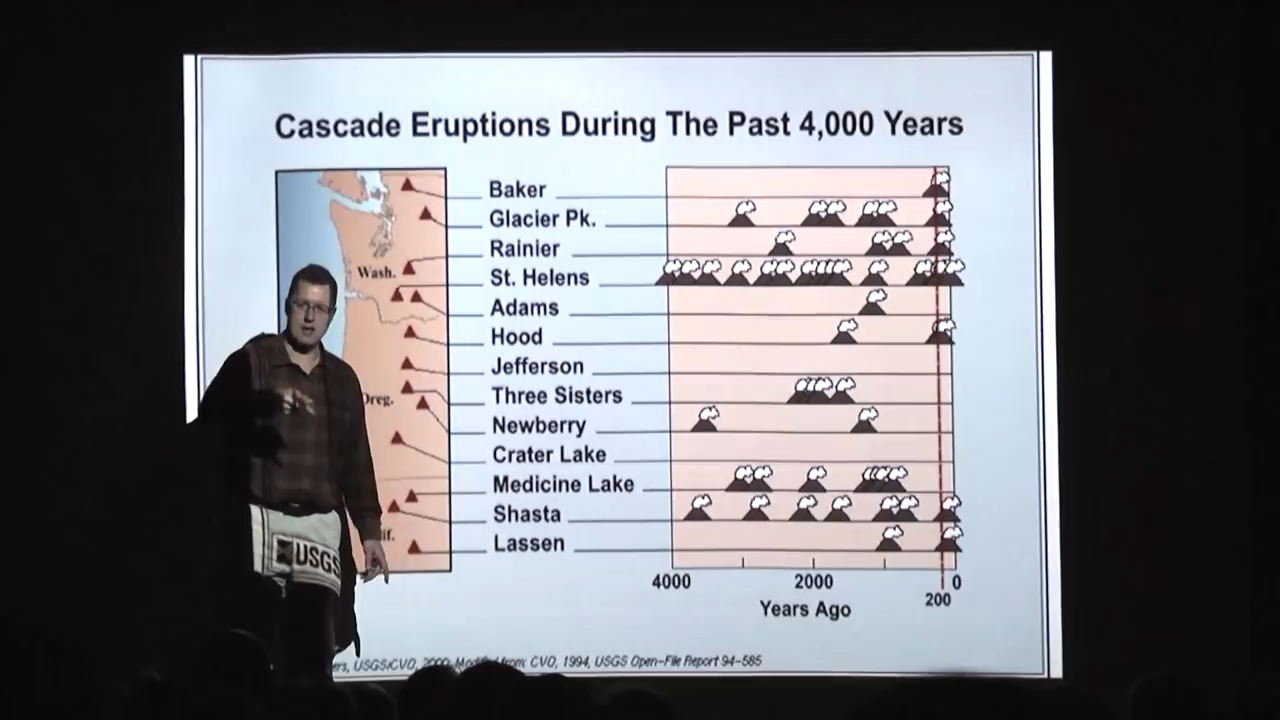 Cascade Eruptions During The Past 4,000 Years
Baker
Glacier Pk.
Rainier
Wash.
St. Helens
Adams
Hood
Jefferson
Oreg.
Three Sisters
Newberry
Crater Lake
Medicine Lake
Shasta
Lassen
USGS
4000 2000 0
200
Years Ago
USGS/CVO, 2000, Modified from: CVO, 1994, USGS Open-File Report 94-585